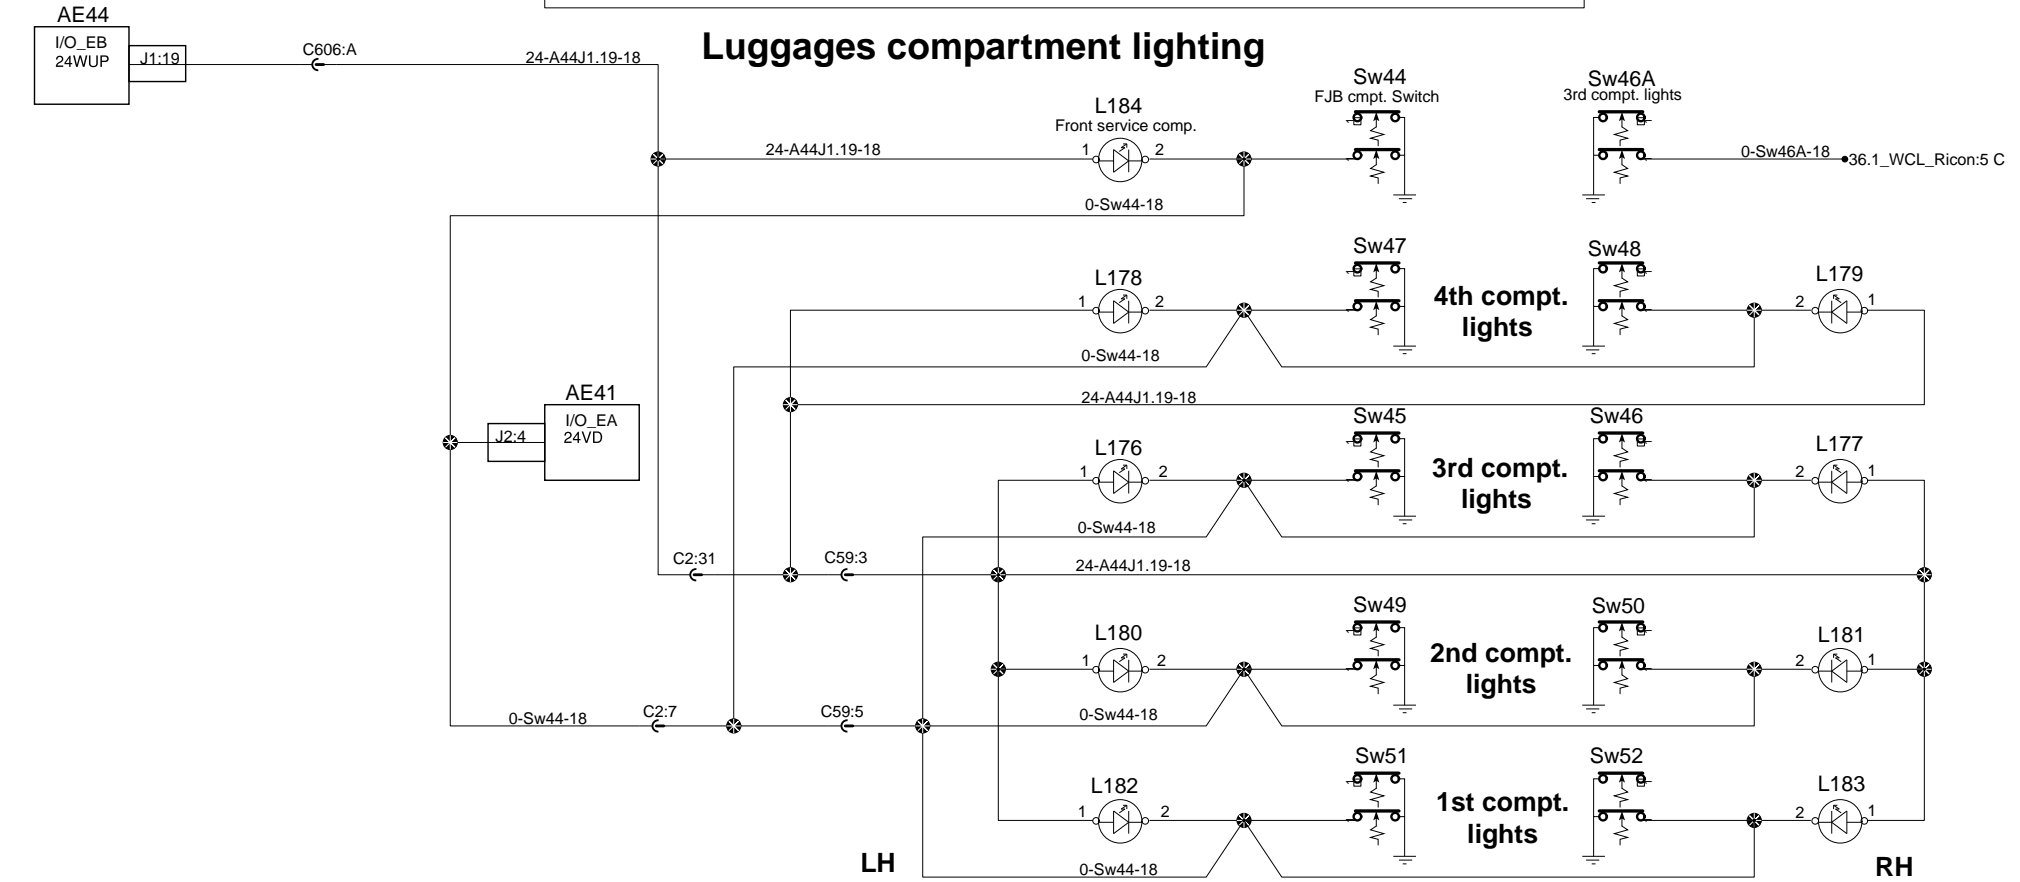 AE44
I/O_EB
24WUP
J1:19
C606:A
24-A44J1.19-18
Luggages compartment lighting
Sw44
FJB cmpt. Switch
Sw46A
3rd compt. lights
L184
Front service comp.
24-A44J1.19-18
1
2
0-Sw46A-18
36.1_WCL_Ricon:5 C
0-Sw44-18
Sw47
Sw48
L178
1
2
4th compt.
lights
L179
2
1
0-Sw44-18
24-A44J1.19-18
AE41
I/O_EA
24VD
J2:4
Sw45
Sw46
L176
1
2
3rd compt.
lights
L177
2
1
0-Sw44-18
C2:31
C59:3
24-A44J1.19-18
Sw49
Sw50
L180
1
2
2nd compt.
lights
L181
2
1
0-Sw44-18
C2:7
C59:5
0-Sw44-18
Sw51
Sw52
L182
1
2
1st compt.
lights
L183
2
1
0-Sw44-18
LH
RH